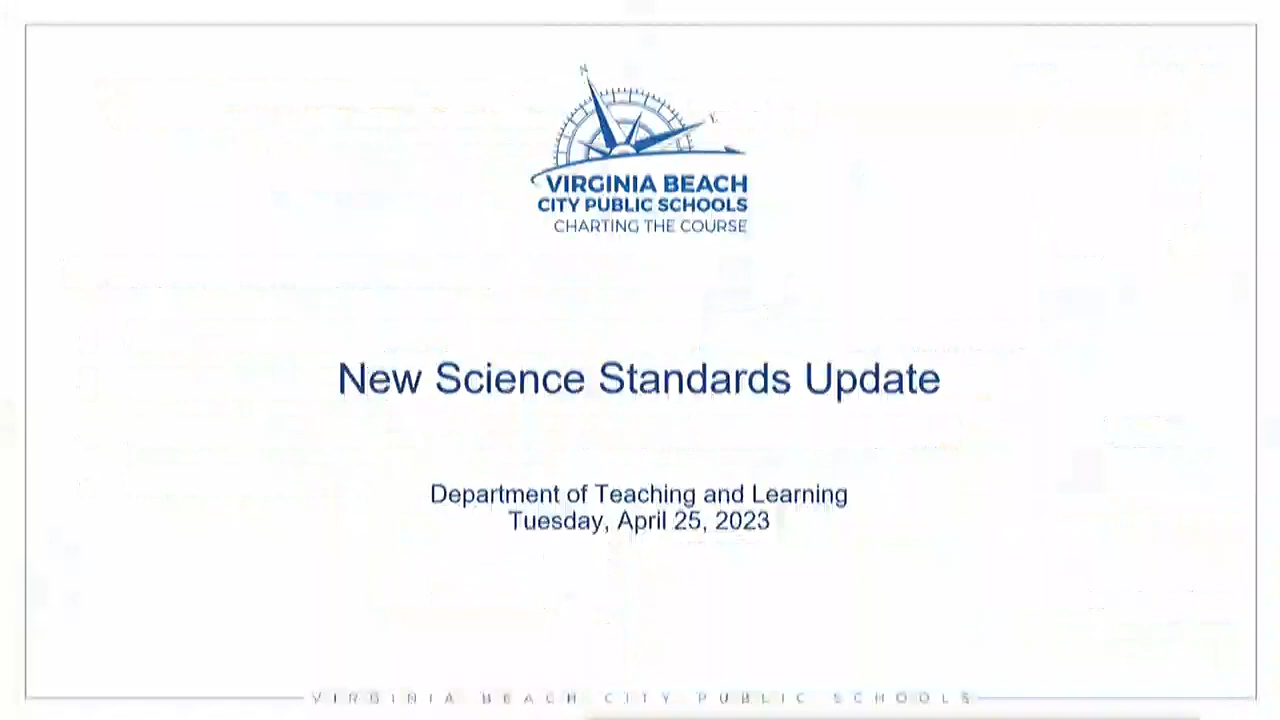 N
VIRGINIA BEACH
CITY PUBLIC SCHOOLS
CHARTING THE COURSE
New Science Standards Update
Department of Teaching and Learning
Tuesday, April 25, 2023
VIRGINIA BEACH CITY PUBLIC SCHOOLS